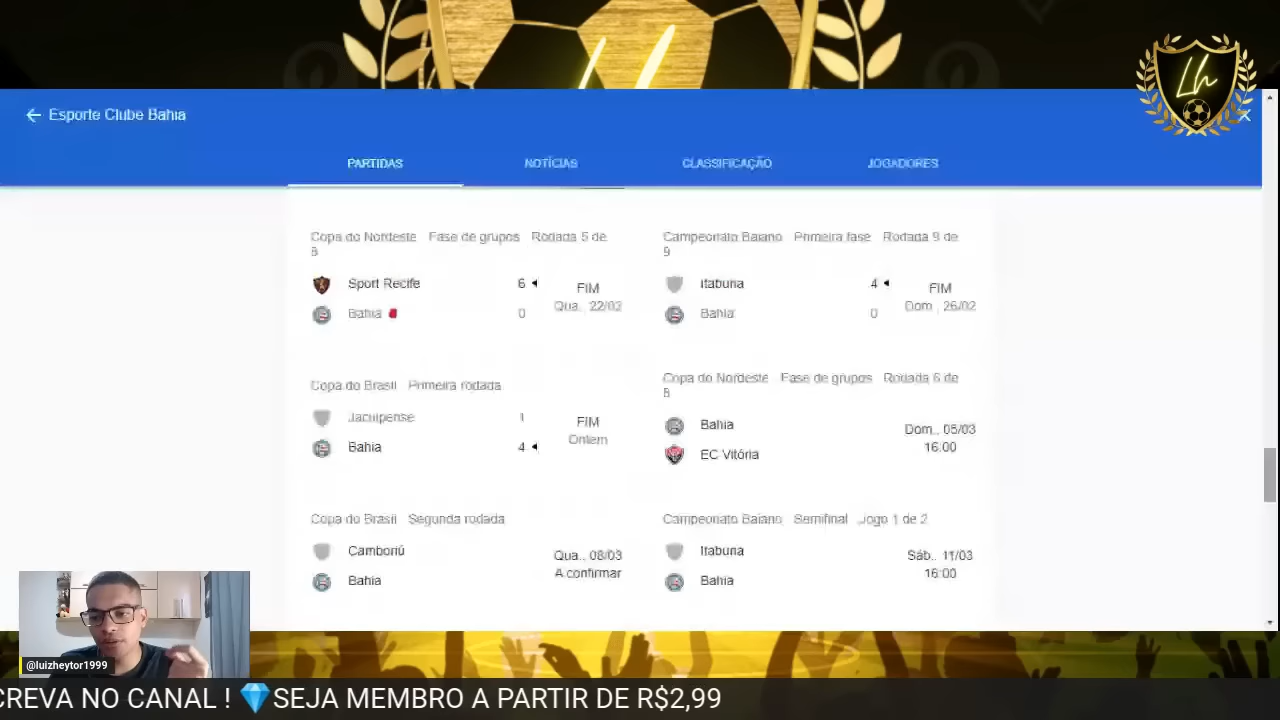 Lh
Esporte Clube Bahia
PARTIDAS NOTÍCIAS CLASSIFICAÇÃO JOGADORES
Copa do Nordeste Fase de grupos Rodada 5 de
8
Sport Recife 6
Bahia 0
FIM
Qua., 22/02
Campeonato Baiano Primeira fase Rodada 9 de
9
Itabuna 4
Bahia 0
FIM
Dom., 26/02
Copa do Brasil Primeira rodada
Jacuipense 1
Bahia 4
FIM
Ontem
Copa do Nordeste Fase de grupos Rodada 6 de
8
Bahia
EC Vitória
Dom., 05/03
16:00
Copa do Brasil Segunda rodada
Camboriú
Bahia
Qua., 08/03
A confirmar
Campeonato Baiano Semifinal Jogo 1 de 2
Itabuna
Bahia
Sáb., 11/03
16:00
@luizheytor1999
CREVA NO CANAL ! 💎SEJA MEMBRO A PARTIR DE R$2,99